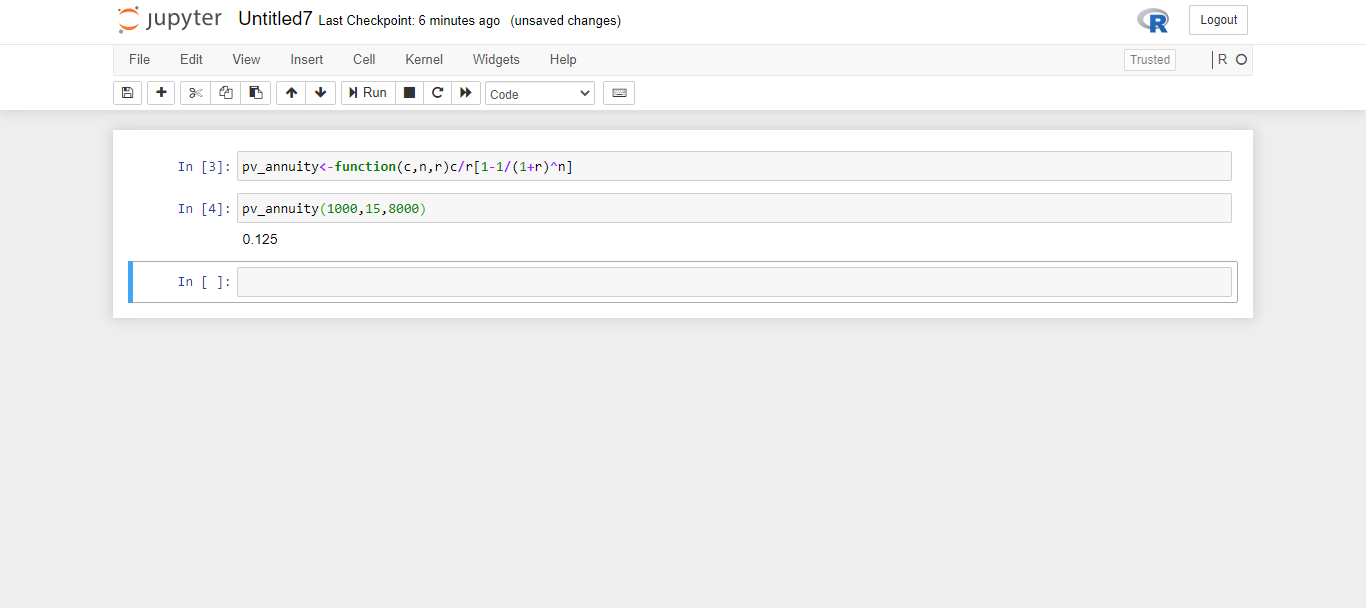 jupyter Untitled7 Last Checkpoint: 6 minutes ago (unsaved changes) R Logout
File Edit View Insert Cell Kernel Widgets Help Trusted R
Run Code
In [3]: pv_annuity<-function(c,n,r)c/r[1-1/(1+r)^n]
In [4]: pv_annuity(1000,15,8000)
0.125
In [ ]: